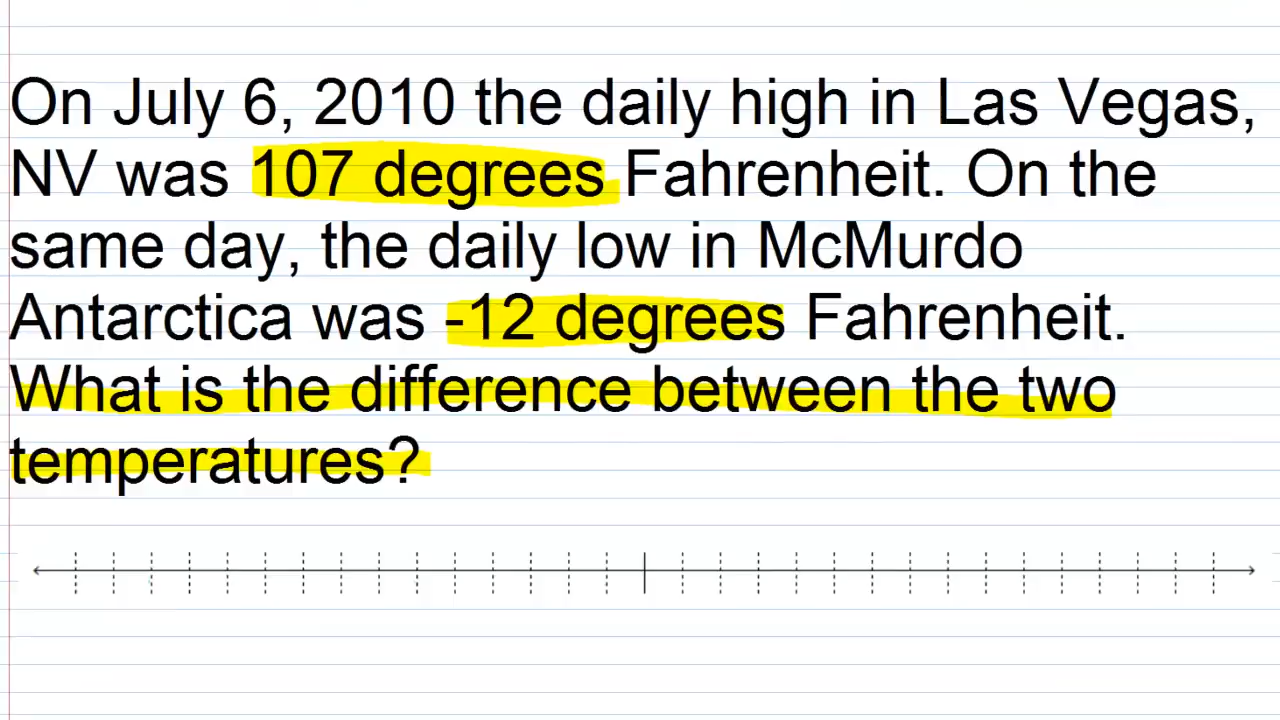 On July 6, 2010 the daily high in Las Vegas,
NV was 107 degrees Fahrenheit. On the
same day, the daily low in McMurdo
Antarctica was -12 degrees Fahrenheit.
What is the difference between the two
temperatures?